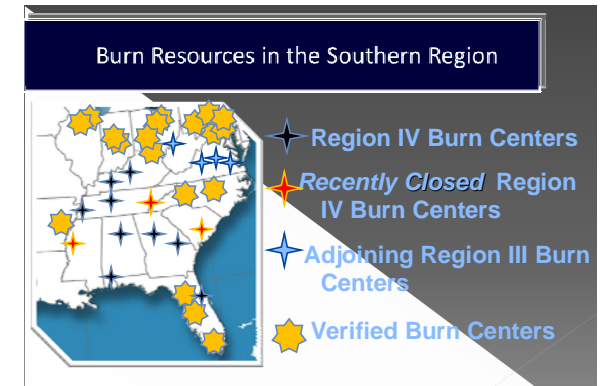 Burn Resources in the Southern Region
Region IV Burn Centers
Recently Closed Region
IV Burn Centers
Adjoining Region III Burn
Centers
Verified Burn Centers